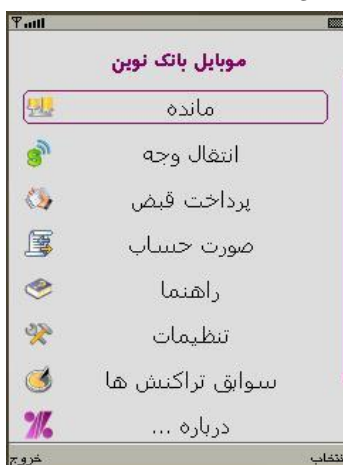 موبایل بانک نوین
مانده
انتقال وجه
پرداخت قبض
صورت حساب
راهنما
تنظیمات
سوابق تراکنش ها
درباره ...
انتخاب
خروج